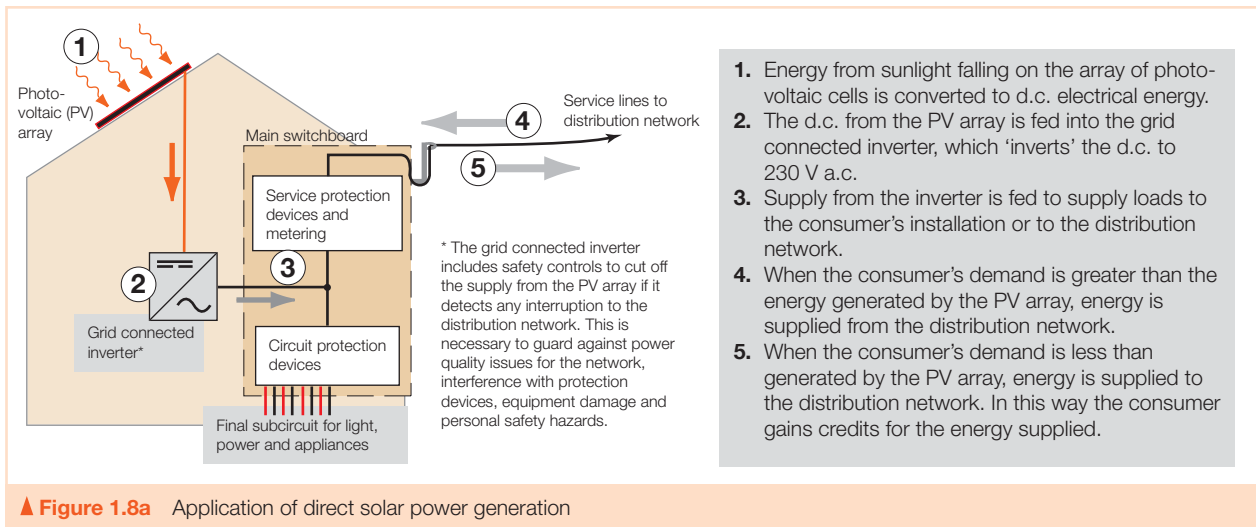 1
Photo-
voltaic (PV)
array
Main switchboard
Service lines to
distribution network
4
5
Service protection
devices and
metering
2
3
Grid connected
inverter*
Circuit protection
devices
Final subcircuit for light,
power and appliances
* The grid connected inverter
includes safety controls to cut off
the supply from the PV array if it
detects any interruption to the
distribution network. This is
necessary to guard against power
quality issues for the network,
interference with protection
devices, equipment damage and
personal safety hazards.
1. Energy from sunlight falling on the array of photo-
voltaic cells is converted to d.c. electrical energy.
2. The d.c. from the PV array is fed into the grid
connected inverter, which ‘inverts’ the d.c. to
230 V a.c.
3. Supply from the inverter is fed to supply loads to
the consumer’s installation or to the distribution
network.
4. When the consumer’s demand is greater than the
energy generated by the PV array, energy is
supplied from the distribution network.
5. When the consumer’s demand is less than
generated by the PV array, energy is supplied to
the distribution network. In this way the consumer
gains credits for the energy supplied.
Figure 1.8a Application of direct solar power generation